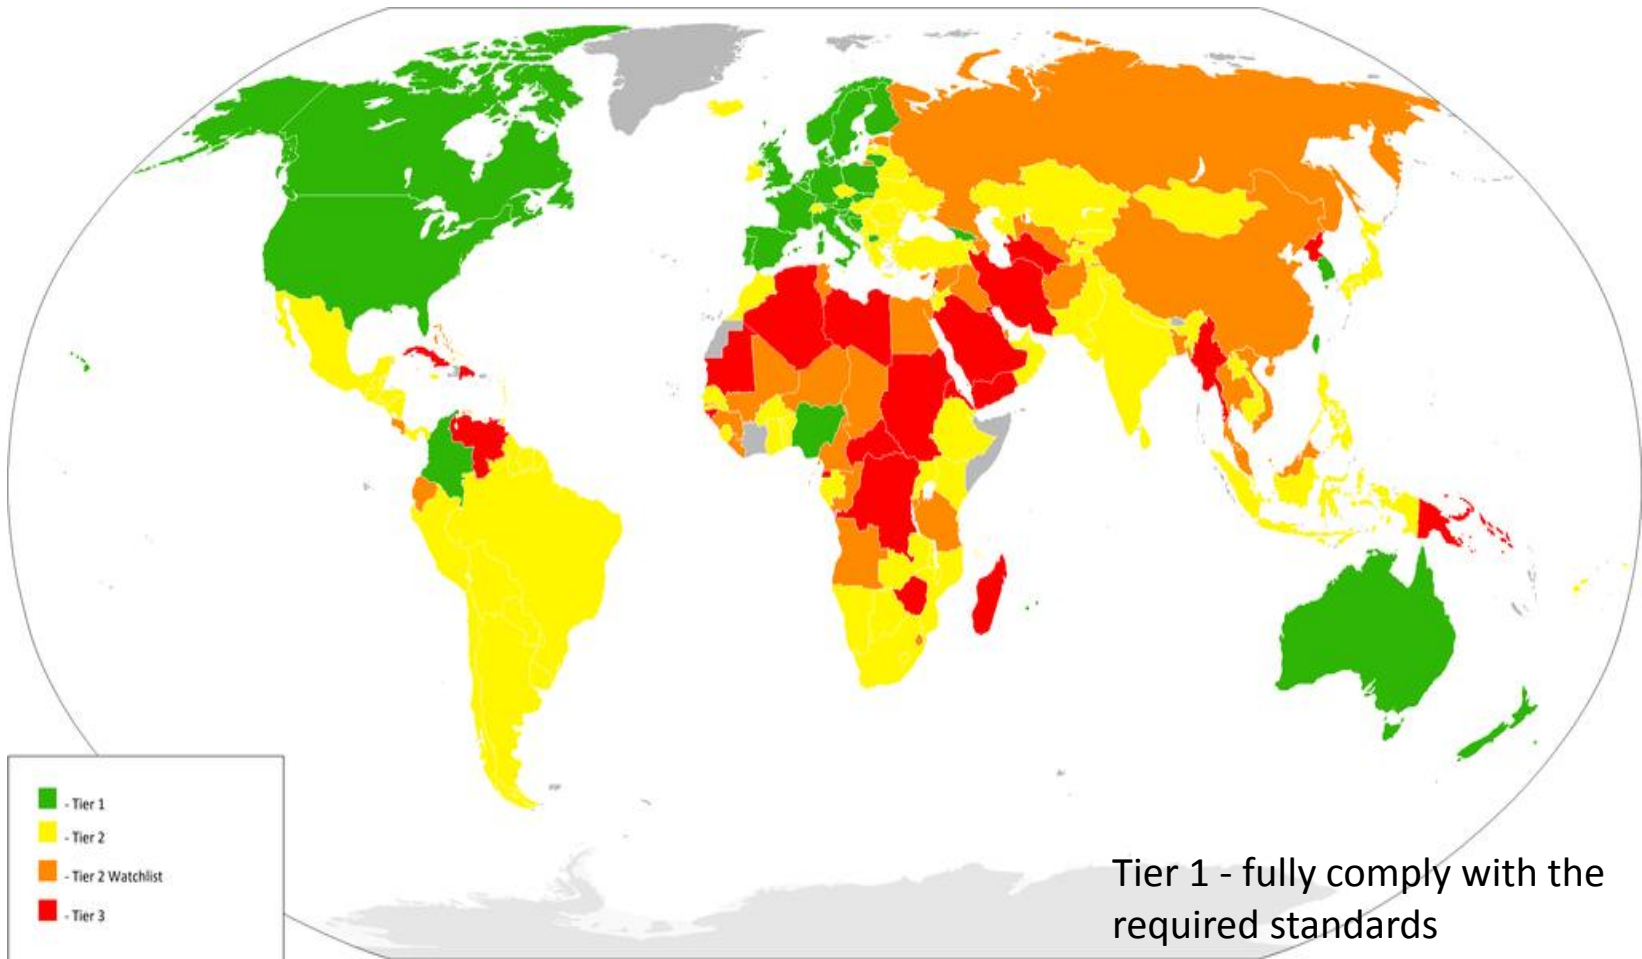 - Tier 1
- Tier 2
- Tier 2 Watchlist
- Tier 3
Tier 1 - fully comply with the
required standards